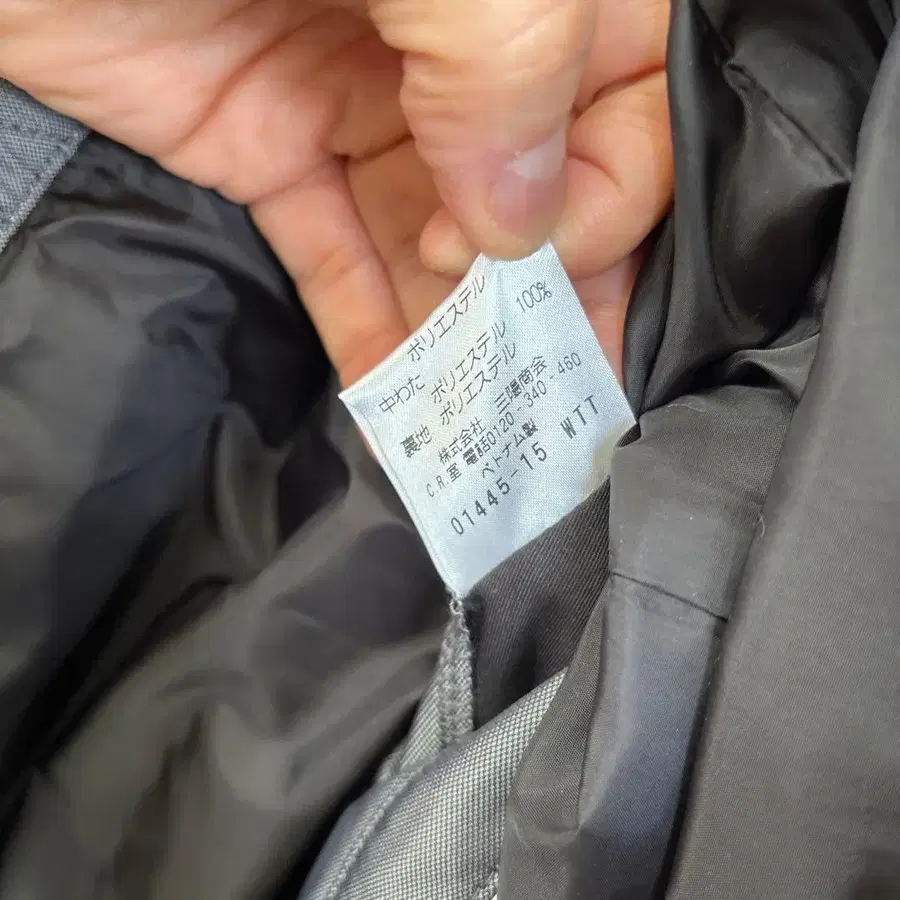 ポリエステル 100%
中わた ポリエステル
裏地 ポリエステル
株式会社 三陽商会
C.R.室 電話0120-340-460
ベトナム製
01445-15 WTT